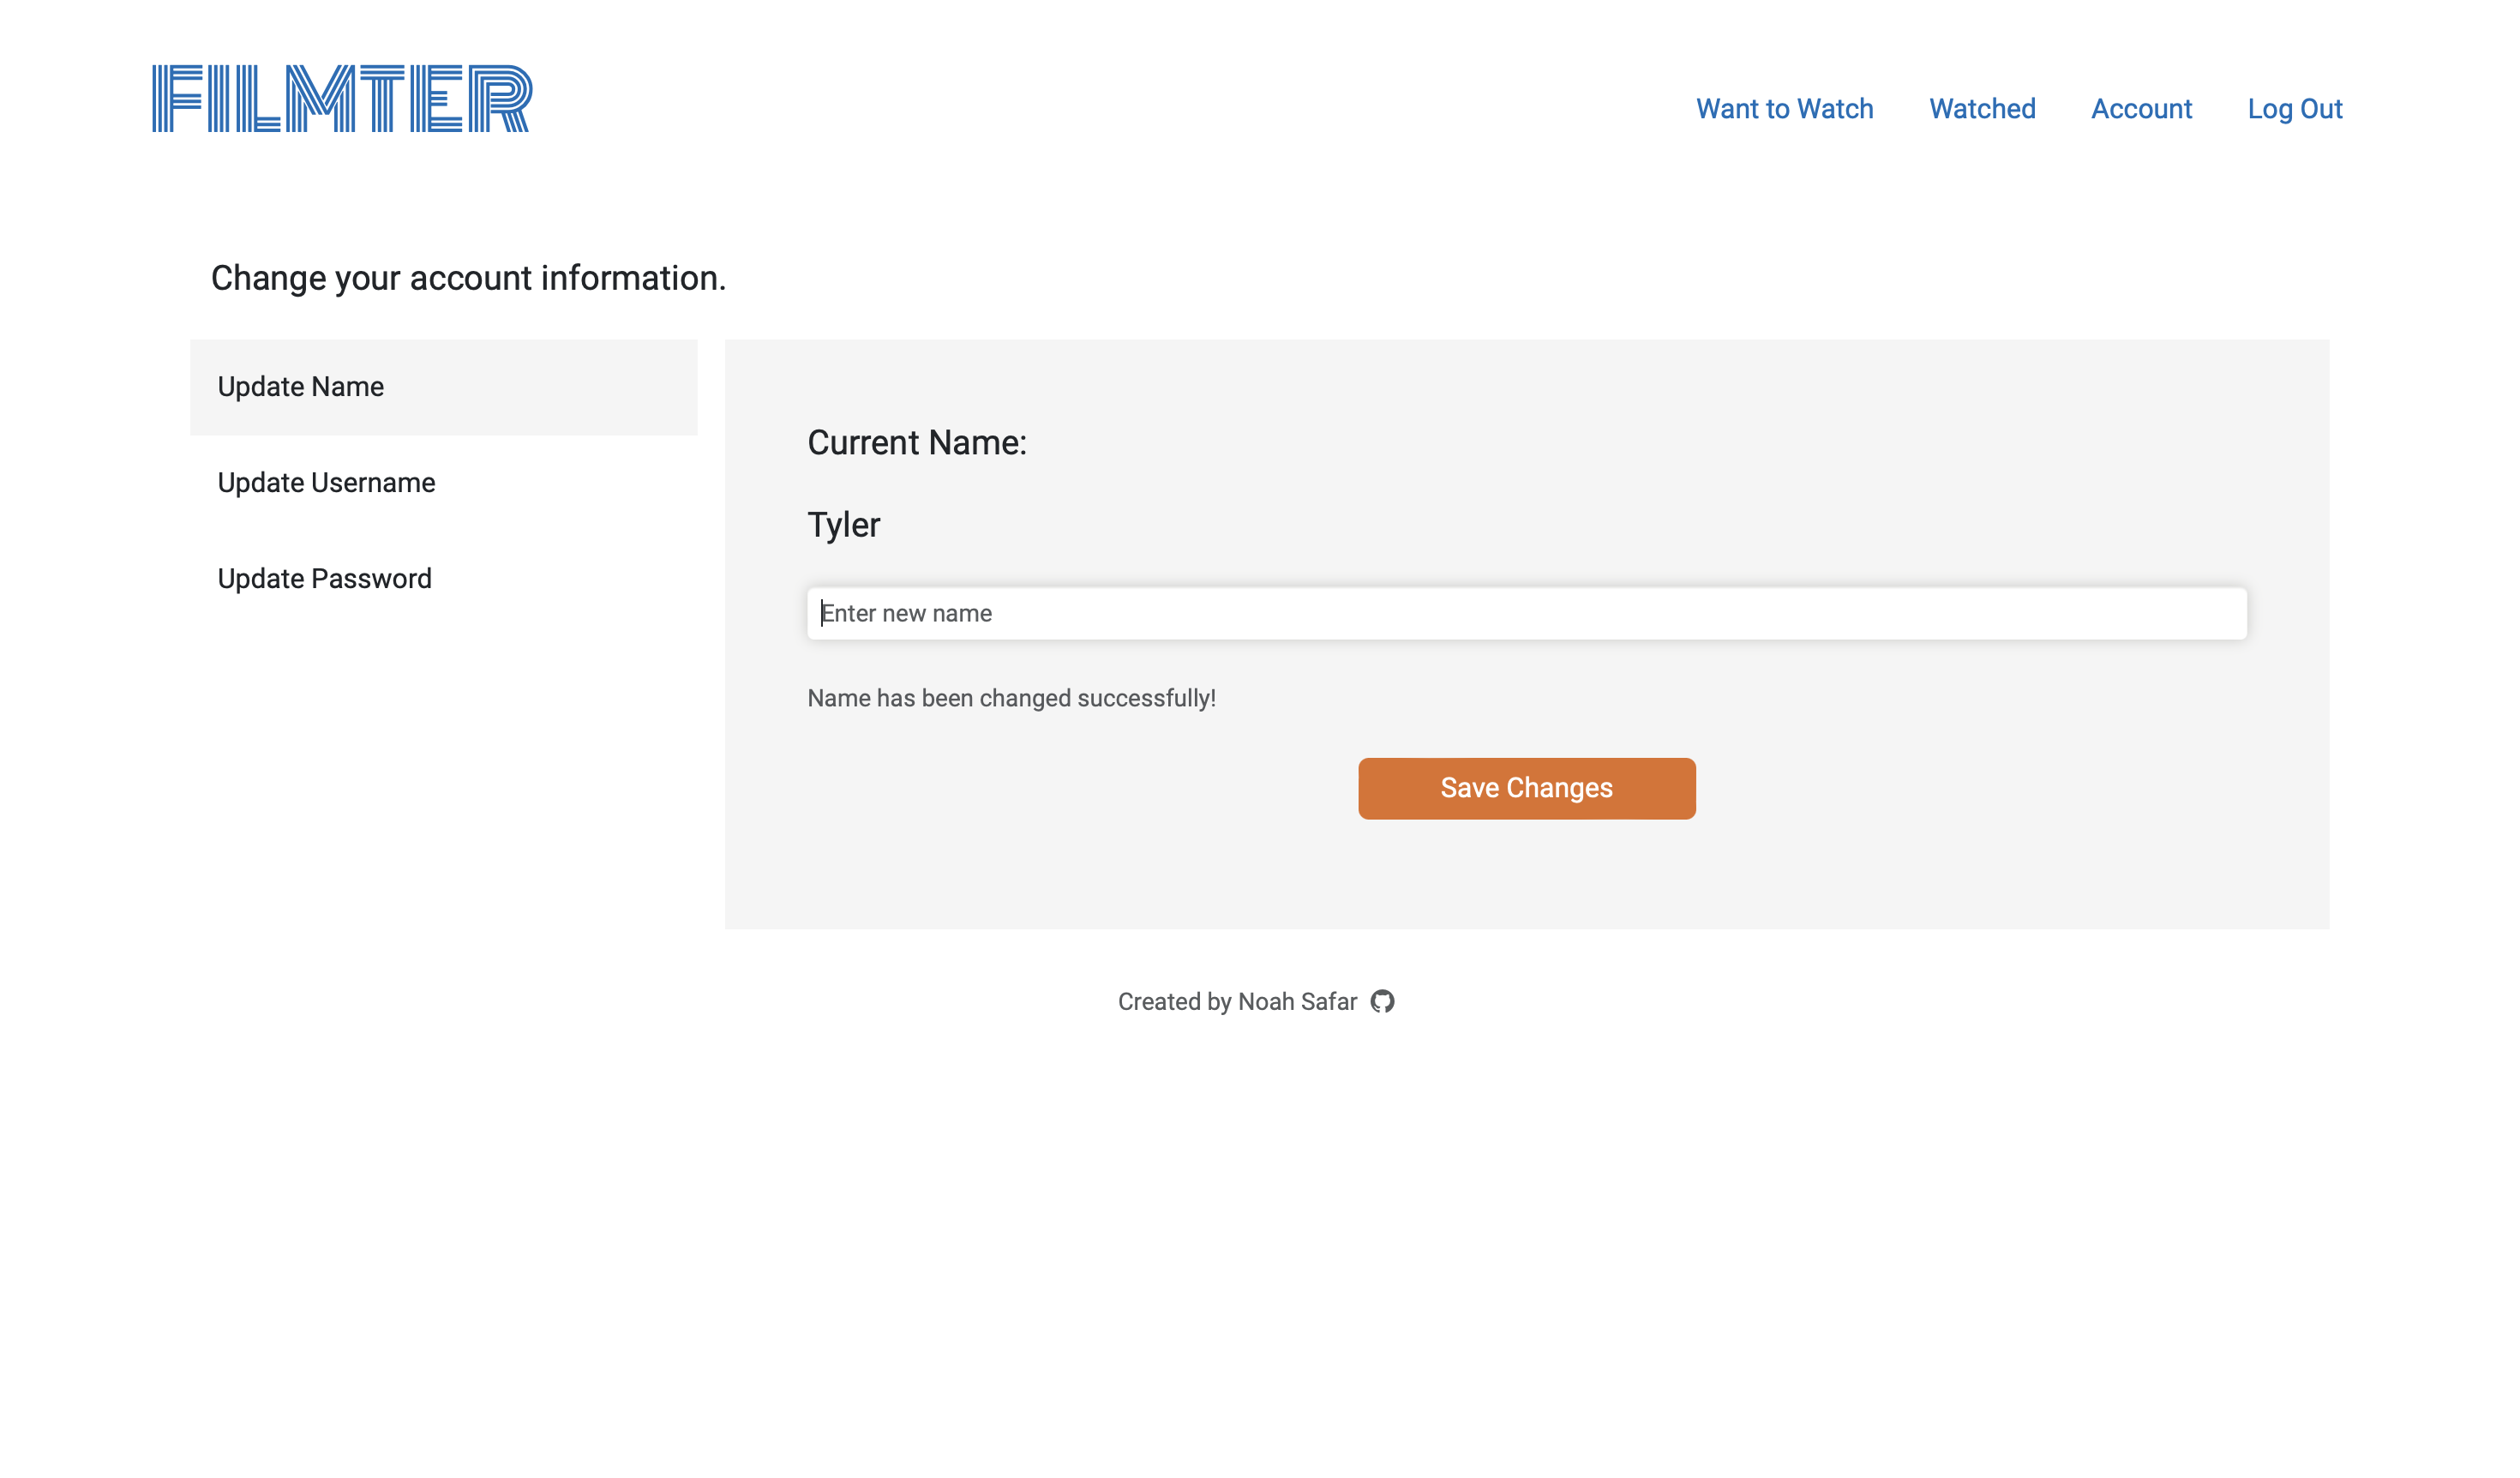 FILMTER
Want to Watch Watched Account Log Out
Change your account information.
Update Name
Update Username
Update Password
Current Name:
Tyler
Enter new name
Name has been changed successfully!
Save Changes
Created by Noah Safar